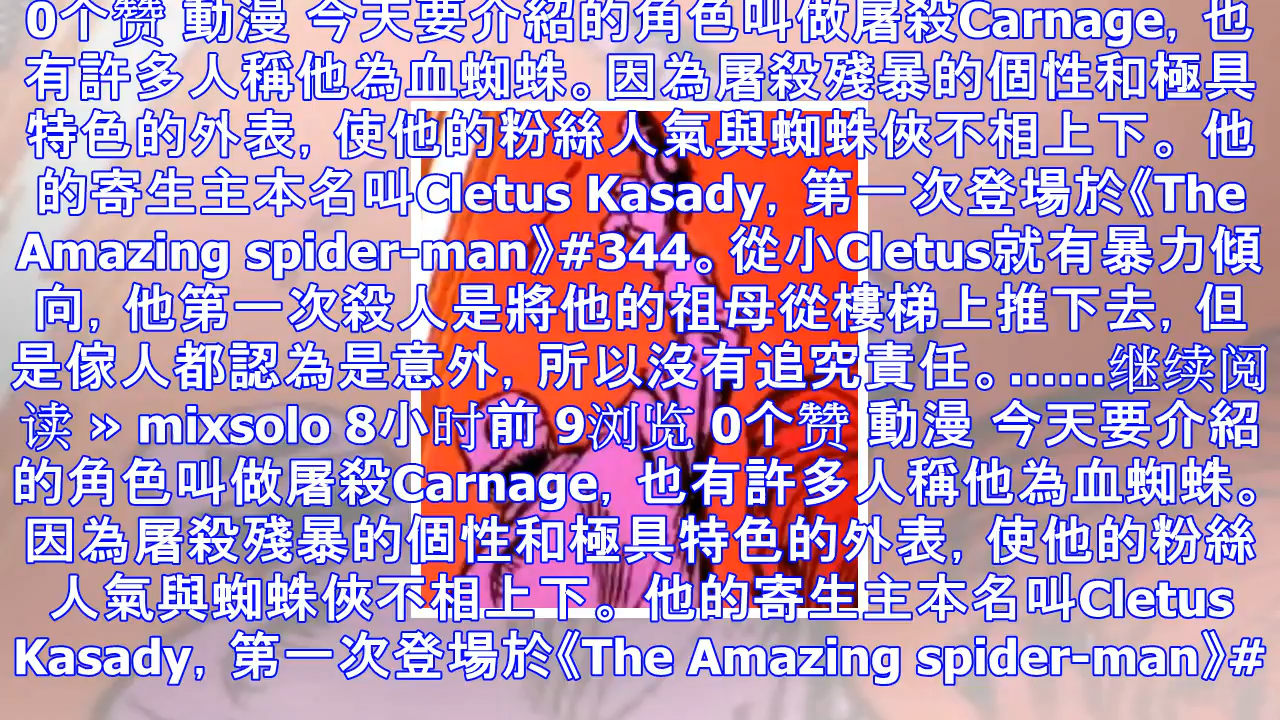 0个赞 動漫 今天要介紹的角色叫做屠殺Carnage，也
有許多人稱他為血蜘蛛。因為屠殺殘暴的個性和極具
特色的外表，使他的粉絲人氣與蜘蛛俠不相上下。他
的寄生主本名叫Cletus Kasady，第一次登場於《The
Amazing spider-man》#344。從小Cletus就有暴力傾
向，他第一次殺人是將他的祖母從樓梯上推下去，但
是傢人都認為是意外，所以沒有追究責任。……继续阅
读 » mixsolo 8小时前 9浏览 0个赞 動漫 今天要介紹
的角色叫做屠殺Carnage，也有許多人稱他為血蜘蛛。
因為屠殺殘暴的個性和極具特色的外表，使他的粉絲
人氣與蜘蛛俠不相上下。他的寄生主本名叫Cletus
Kasady，第一次登場於《The Amazing spider-man》#